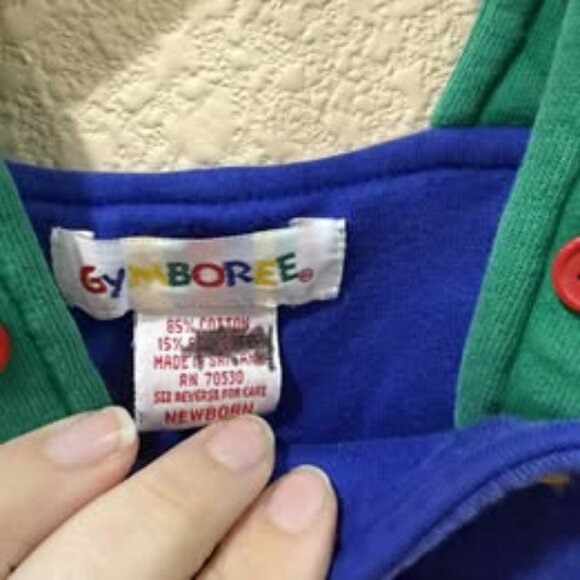 GYMBOREE®
85% COTTON
15%
MADE IN
RN 70530
SEE REVERSE FOR CARE
NEWBORN